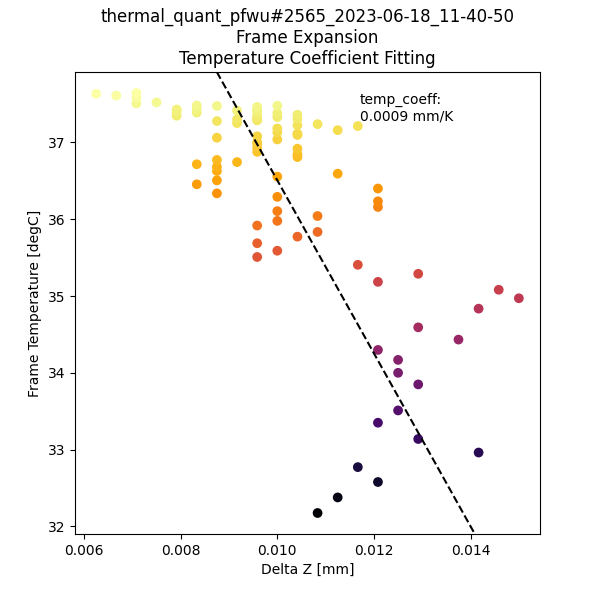 thermal_quant_pfwu#2565_2023-06-18_11-40-50
Frame Expansion
Temperature Coefficient Fitting
temp_coeff:
0.0009 mm/K
37
36
35
34
33
32
Frame Temperature [degC]
0.006 0.008 0.010 0.012 0.014
Delta Z [mm]